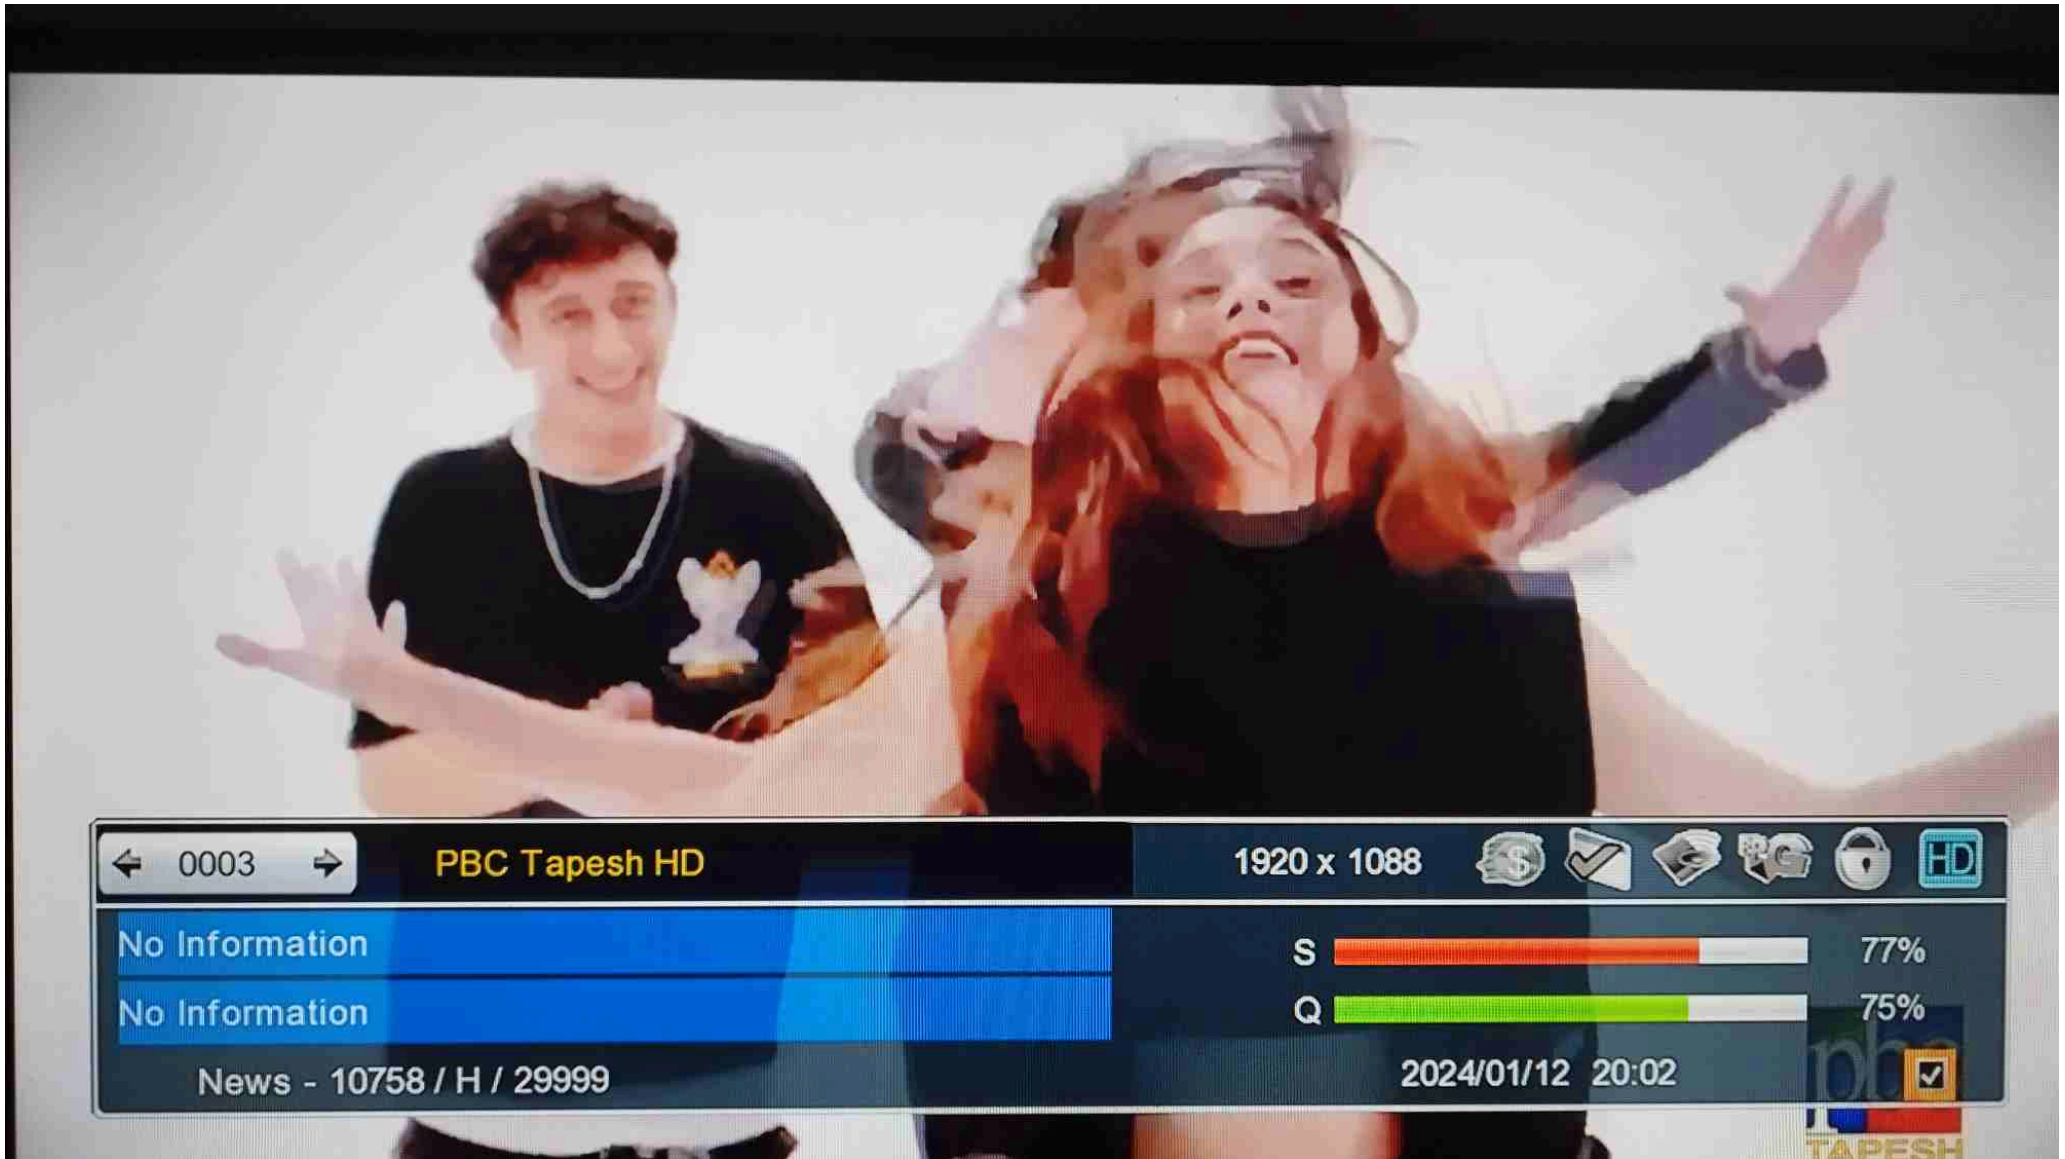 0003
PBC Tapesh HD
1920 x 1088
$
G
HD
No Information
S 77%
No Information
Q 75%
News - 10758 / H / 29999
2024/01/12 20:02
TAPESH